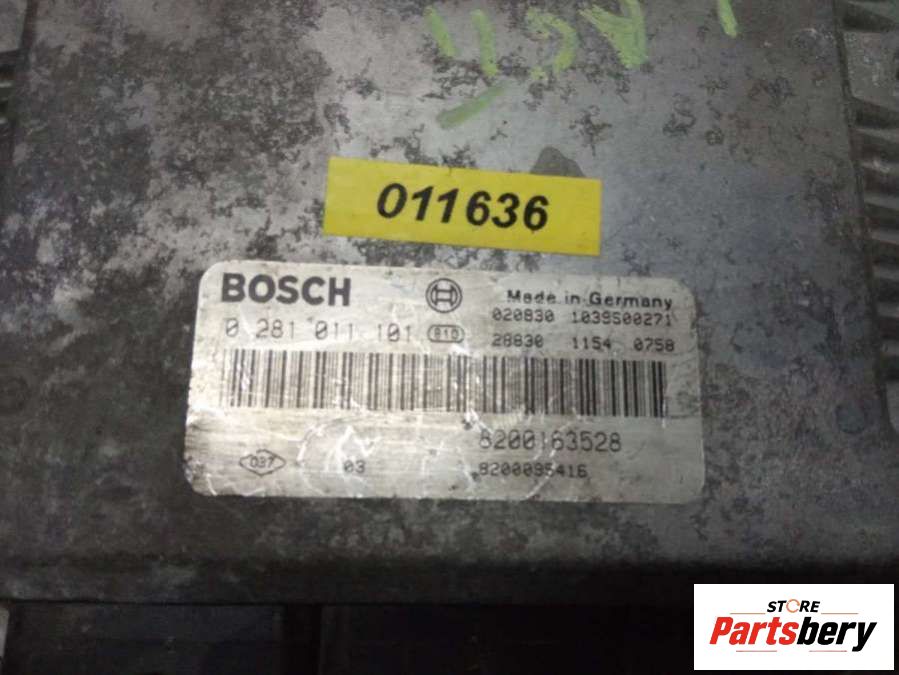 011636
BOSCH
Made in Germany
020830 1039S00271
0 281 011 101 B10
28830 1154 0758
8200163528
037 03
8200095416
STORE
Partsbery